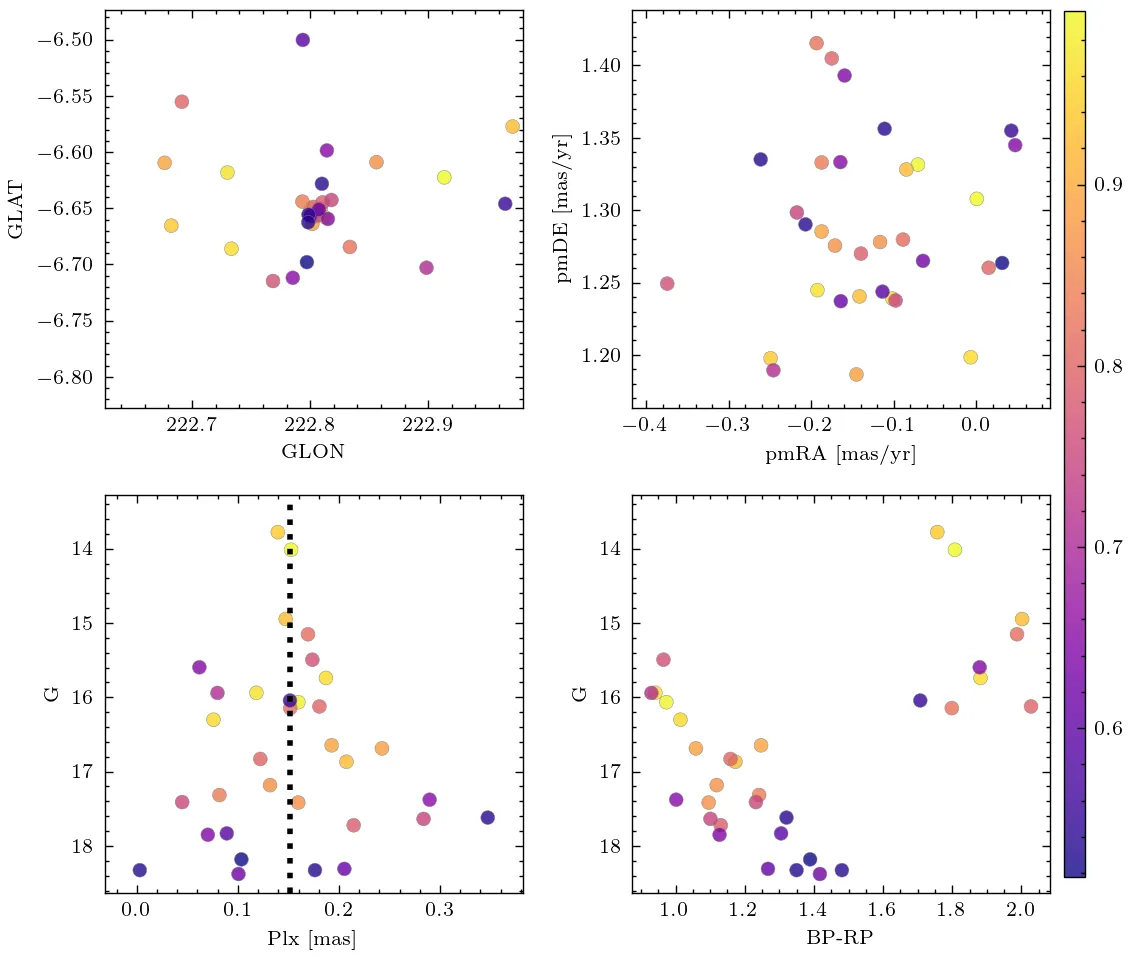 −6.50
−6.55
−6.60
−6.65
−6.70
−6.75
−6.80
GLAT
222.7 222.8 222.9
GLON
1.40
1.35
1.30
1.25
1.20
pmDE [mas/yr]
−0.4 −0.3 −0.2 −0.1 0.0
pmRA [mas/yr]
0.9
0.8
0.7
0.6
14
15
16
17
18
G
0.0 0.1 0.2 0.3
Plx [mas]
14
15
16
17
18
G
1.0 1.2 1.4 1.6 1.8 2.0
BP-RP